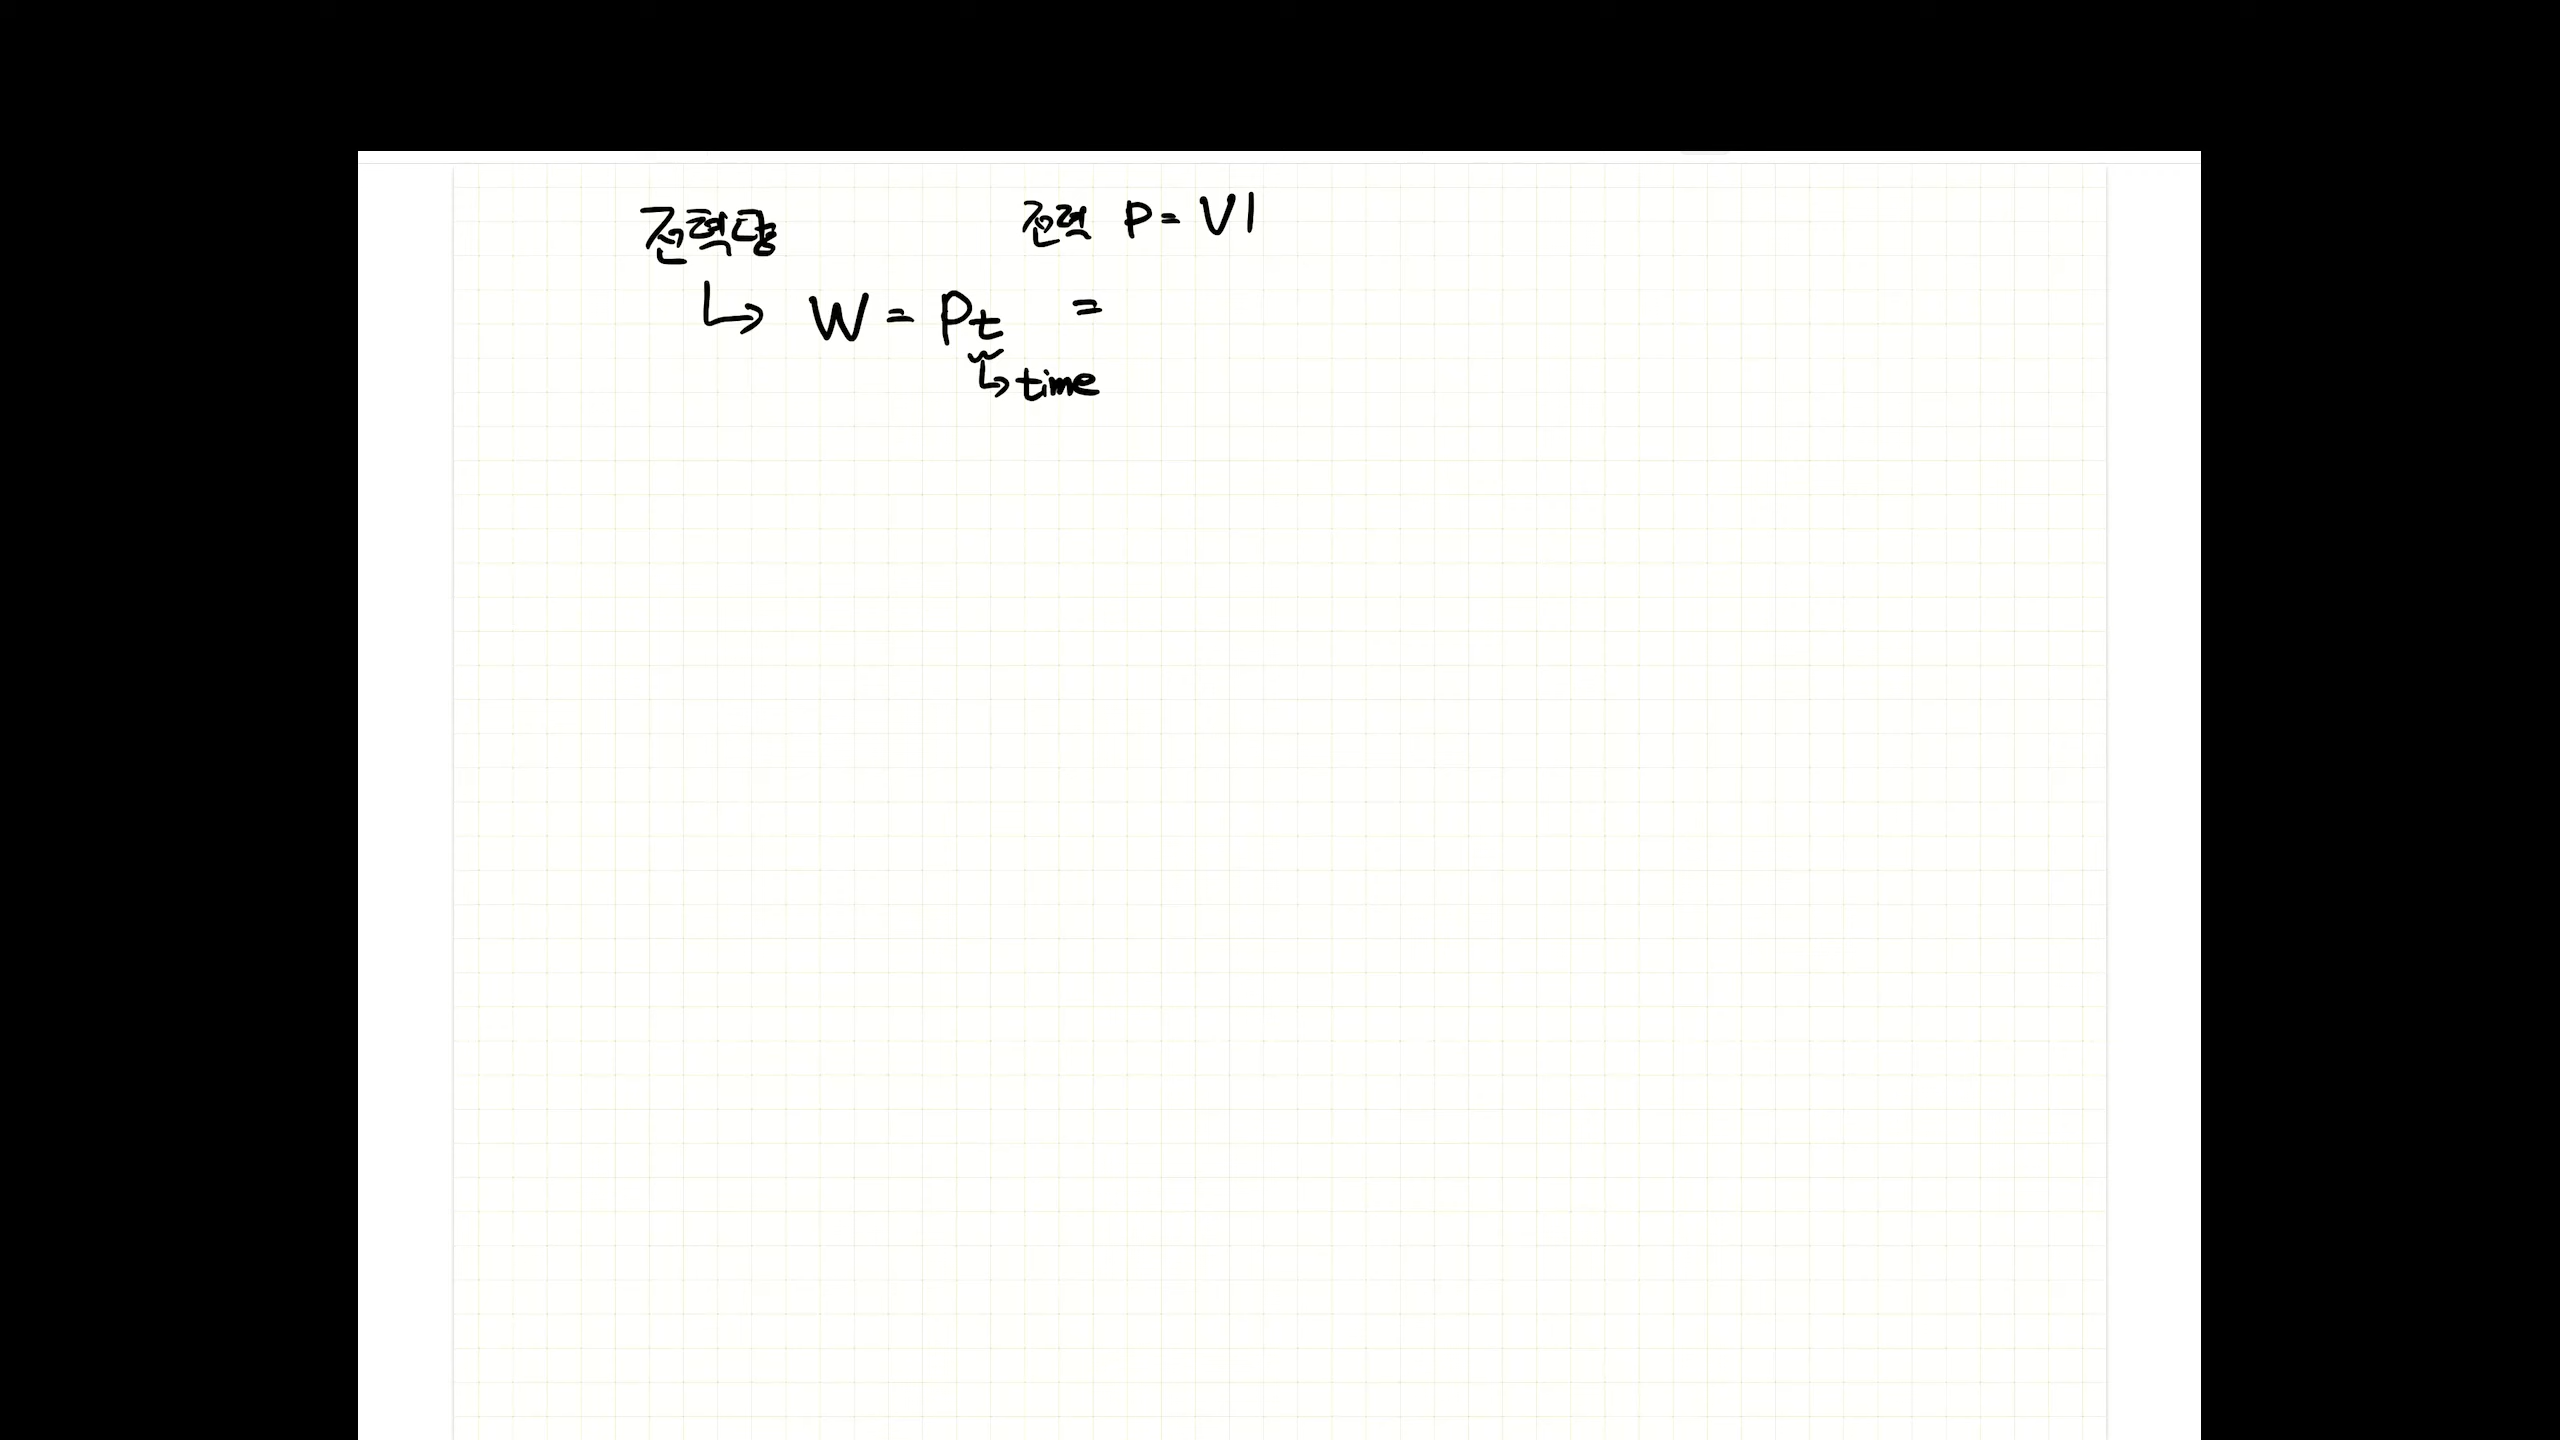 전력량 전력 P = VI
↳ W = Pt =
↳ time